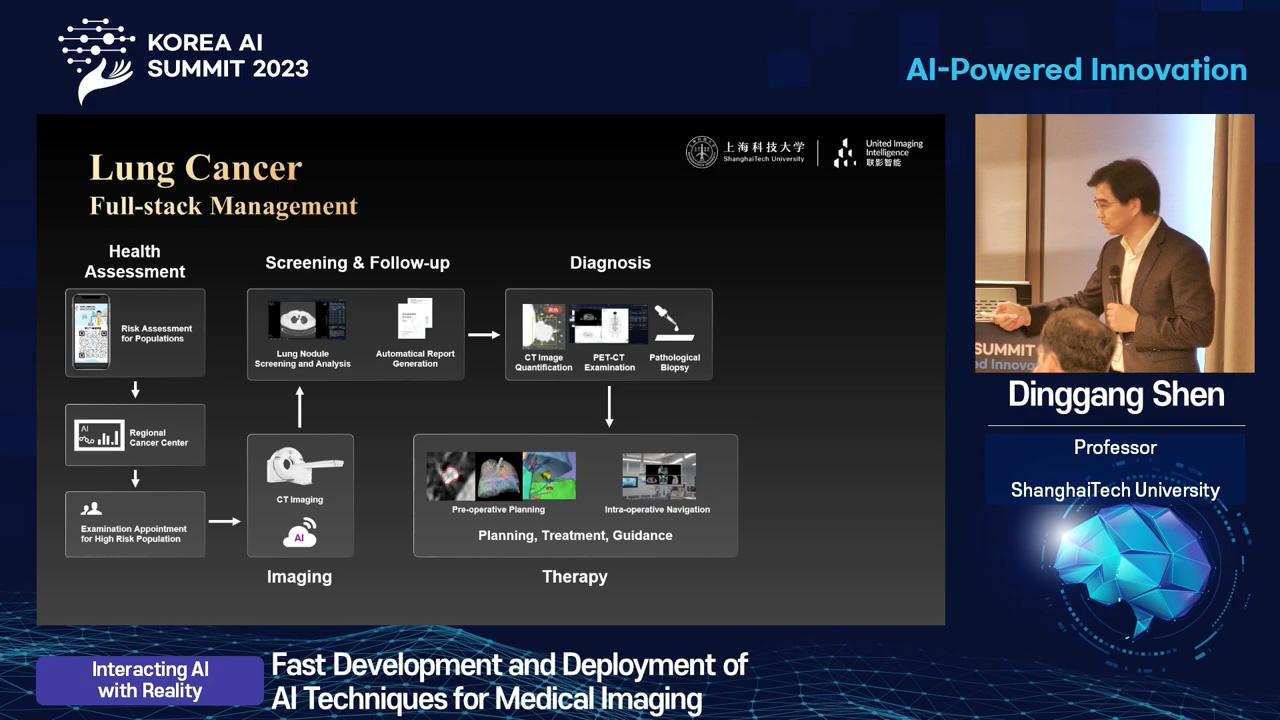 KOREA AI
SUMMIT 2023
AI-Powered Innovation
Lung Cancer
Full-stack Management
上海科技大学
ShanghaiTech University
United Imaging
Intelligence
联影智能
Health
Assessment
Risk Assessment
for Populations
AI
Regional
Cancer Center
Examination Appointment
for High Risk Population
Screening & Follow-up
Lung Nodule
Screening and Analysis
Automatical Report
Generation
CT Imaging
AI
Imaging
Diagnosis
CT Image
Quantification
PET-CT
Examination
Pathological
Biopsy
Pre-operative Planning
Intra-operative Navigation
Planning, Treatment, Guidance
Therapy
SUMMIT
Dinggang Shen
Professor
ShanghaiTech University
Interacting AI
with Reality
Fast Development and Deployment of
AI Techniques for Medical Imaging